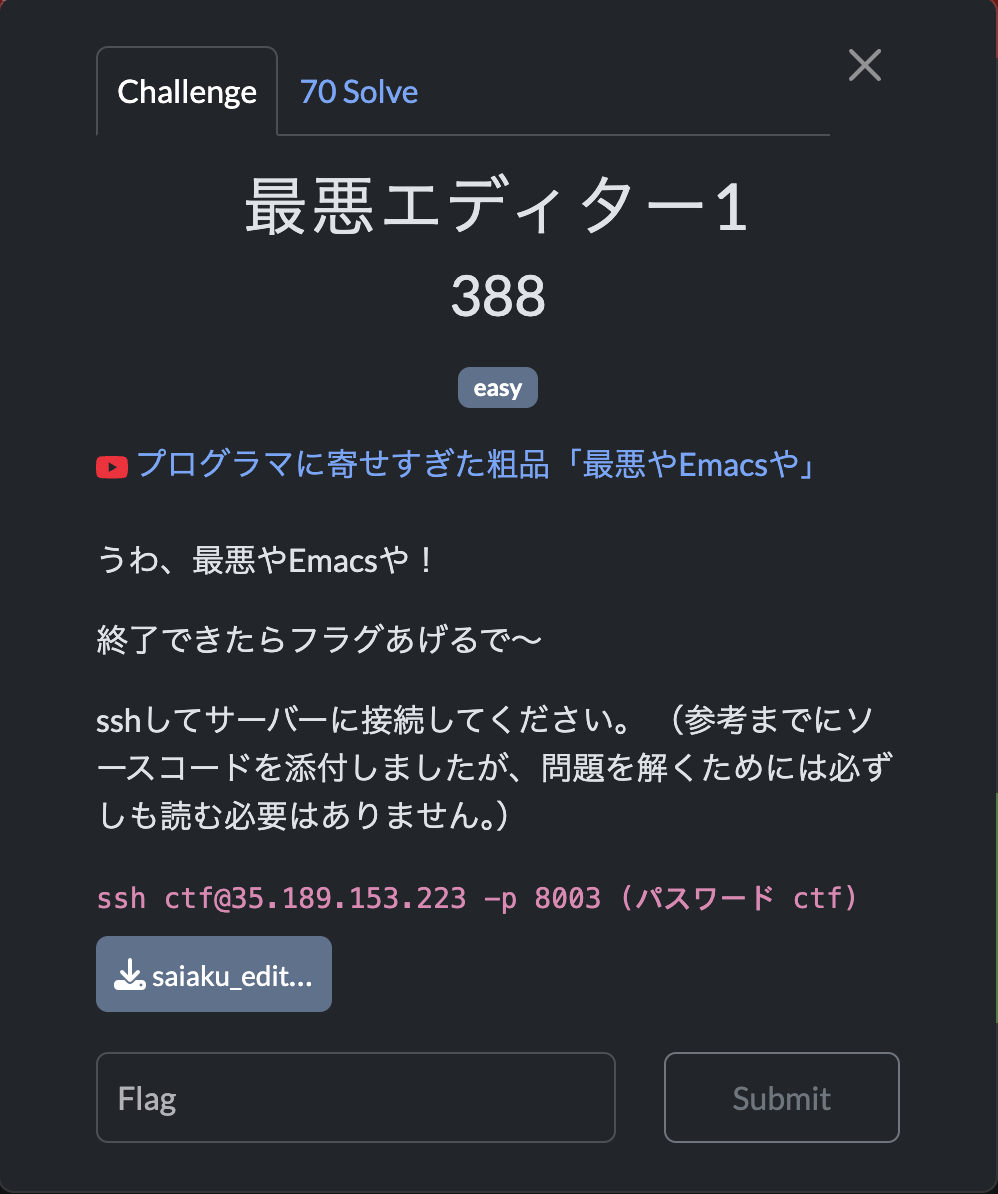 Challenge
70 Solve
最悪エディター1
388
easy
プログラマに寄せすぎた粗品「最悪やEmacsや」
うわ、最悪やEmacsや！
終了できたらフラグあげるで〜
sshしてサーバーに接続してください。（参考までにソ
ースコードを添付しましたが、問題を解くためには必ず
しも読む必要はありません。）
ssh ctf@35.189.153.223 -p 8003 (パスワード ctf)
saiaku_edit...
Flag
Submit